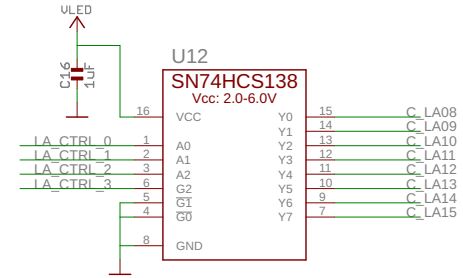 VLED
C16
1uF
U12
SN74HCS138
Vcc: 2.0-6.0V
16 VCC Y0 15 C_LA08
Y1 14 C_LA09
LA_CTRL_0 1 A0 Y2 13 C_LA10
LA_CTRL_1 2 A1 Y3 12 C_LA11
LA_CTRL_2 3 A2 Y4 11 C_LA12
LA_CTRL_3 6 G2 Y5 10 C_LA13
5 G1 Y6 9 C_LA14
4 G0 Y7 7 C_LA15
8 GND